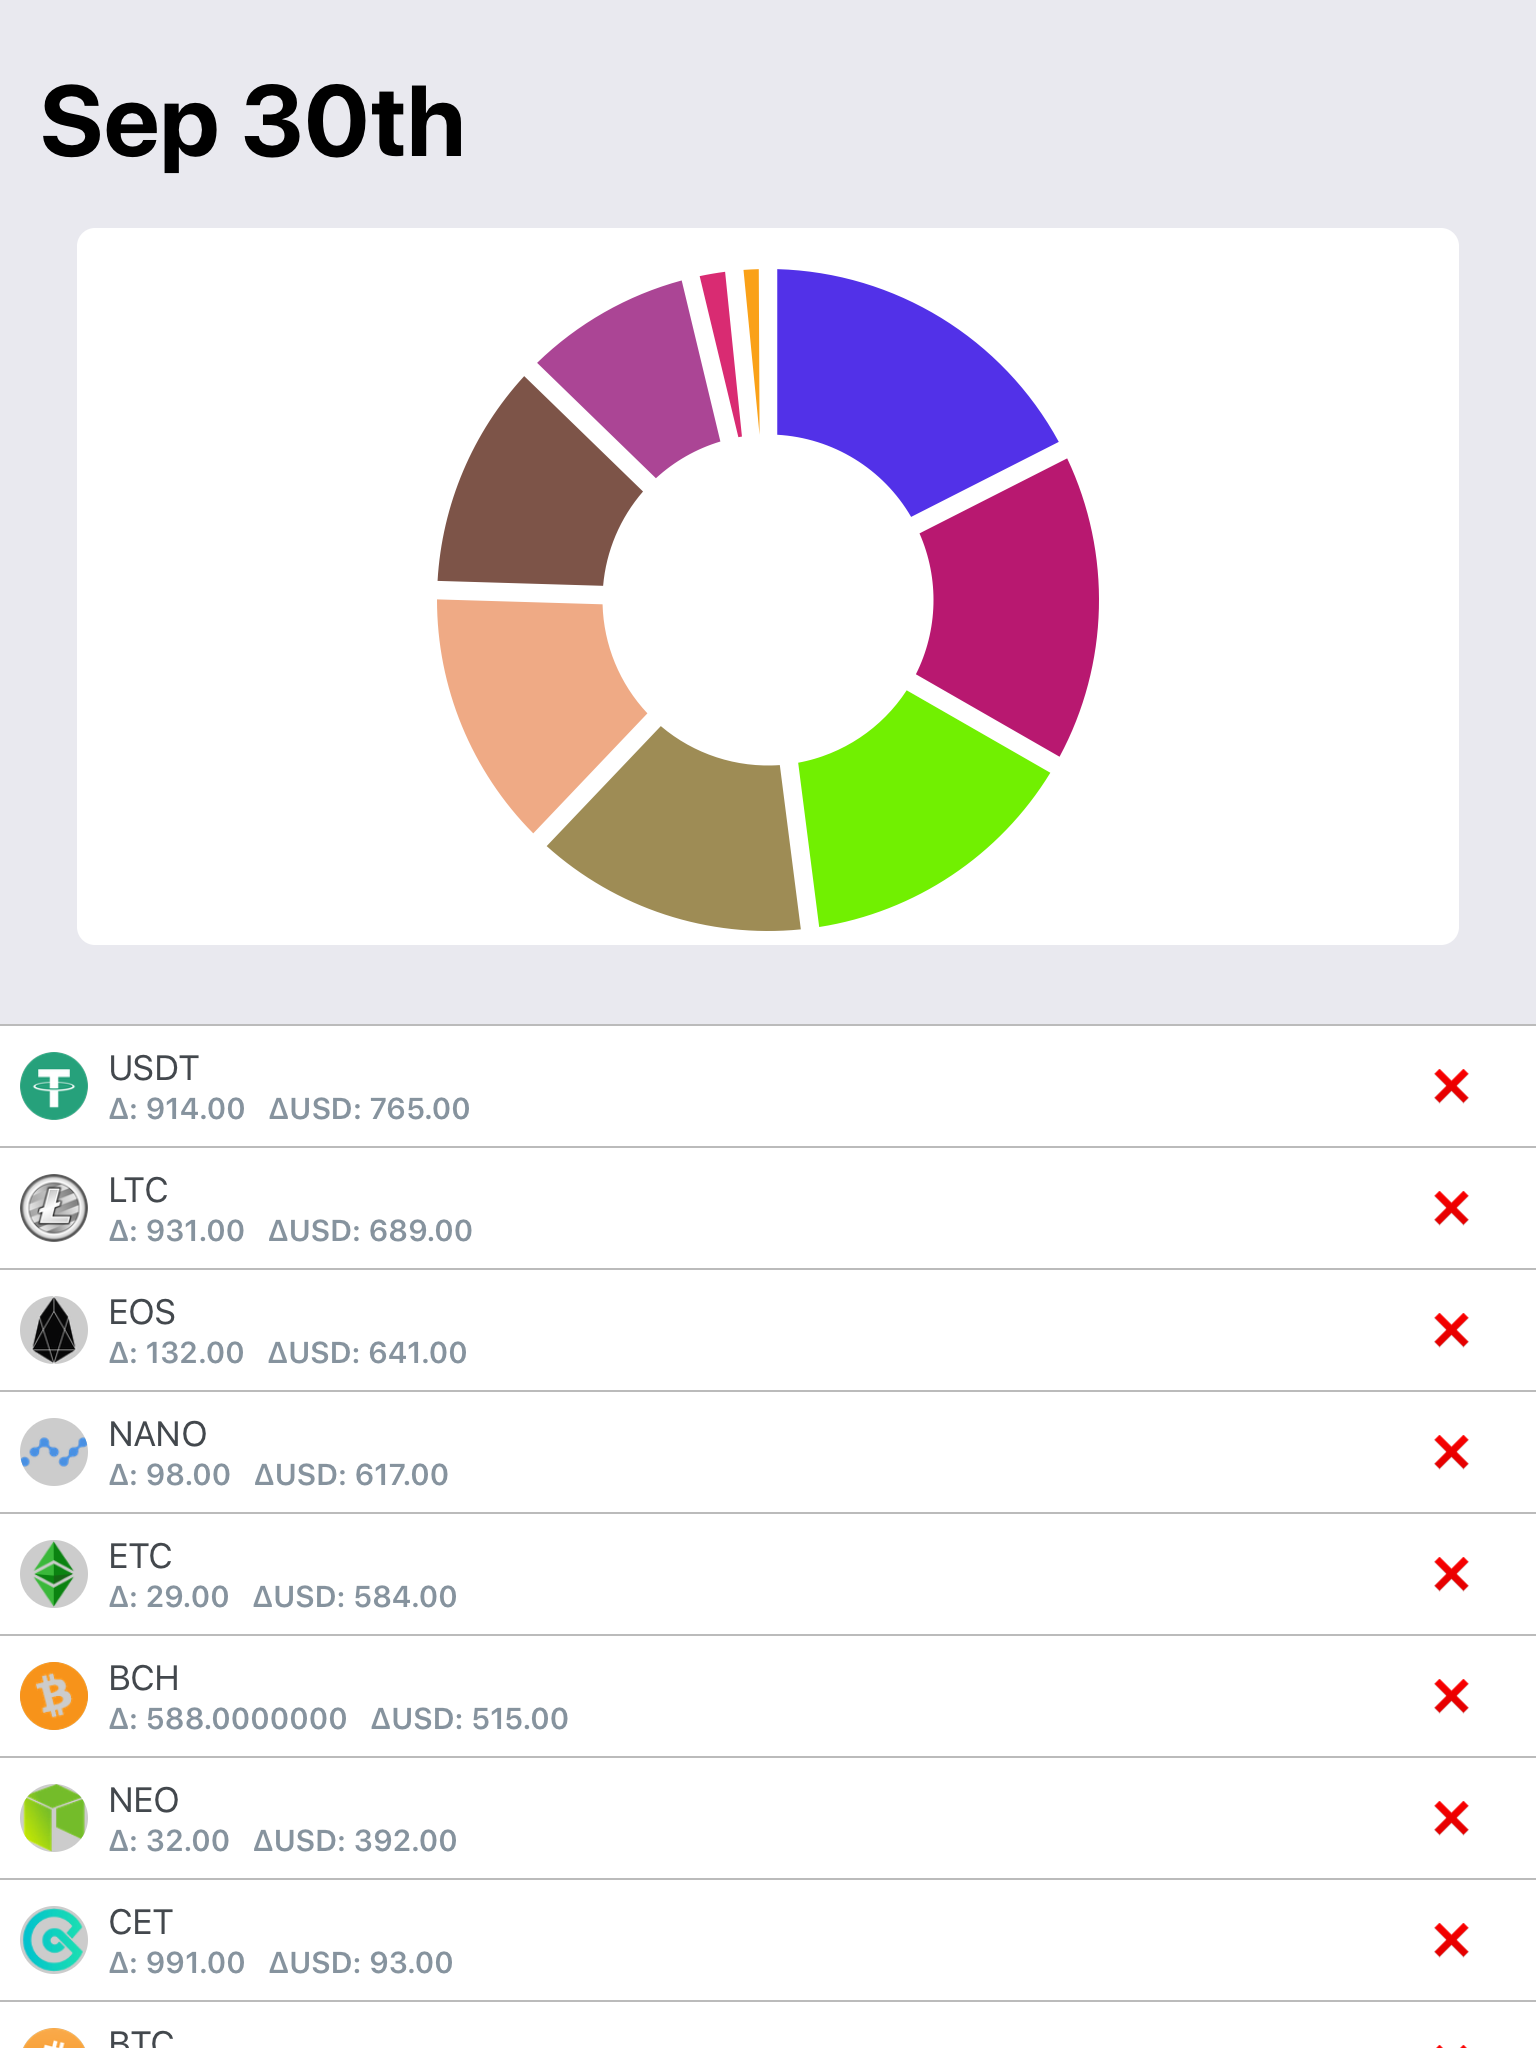 Sep 30th
USDT
Δ: 914.00 ΔUSD: 765.00
LTC
Δ: 931.00 ΔUSD: 689.00
EOS
Δ: 132.00 ΔUSD: 641.00
NANO
Δ: 98.00 ΔUSD: 617.00
ETC
Δ: 29.00 ΔUSD: 584.00
BCH
Δ: 588.0000000 ΔUSD: 515.00
NEO
Δ: 32.00 ΔUSD: 392.00
CET
Δ: 991.00 ΔUSD: 93.00
BTC